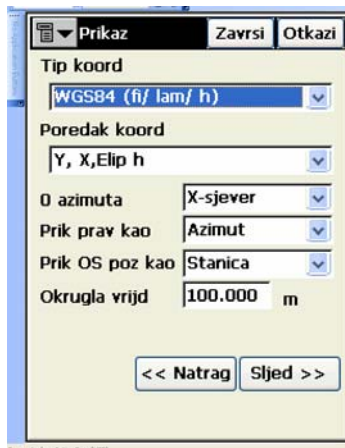 Prikaz Zavrsi Otkazi
Tip koord
WGS84 (fi/ lam/ h)
Poredak koord
Y, X,Elip h
0 azimuta X-sjever
Prik prav kao Azimut
Prik OS poz kao Stanica
Okrugla vrijd 100.000 m
<< Natrag Sljed >>